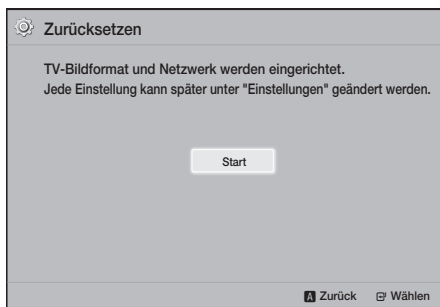 Zurücksetzen
TV-Bildformat und Netzwerk werden eingerichtet.
Jede Einstellung kann später unter "Einstellungen" geändert werden.
Start
A Zurück Wählen